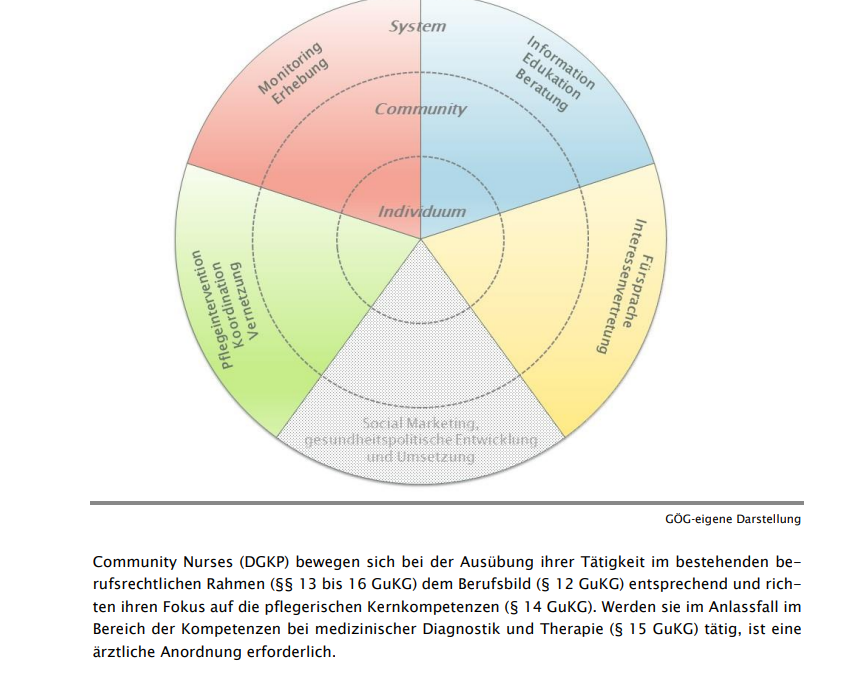 System
Monitoring
Erhebung
Information
Edukation
Beratung
Community
Individuum
Pflegeintervention
Koordination
Vernetzung
Fürsprache
Interessenvertretung
Social Marketing,
gesundheitspolitische Entwicklung
und Umsetzung
GÖG-eigene Darstellung
Community Nurses (DGKP) bewegen sich bei der Ausübung ihrer Tätigkeit im bestehenden be-
rufsrechtlichen Rahmen (§§ 13 bis 16 GuKG) dem Berufsbild (§ 12 GuKG) entsprechend und rich-
ten ihren Fokus auf die pflegerischen Kernkompetenzen (§ 14 GuKG). Werden sie im Anlassfall im
Bereich der Kompetenzen bei medizinischer Diagnostik und Therapie (§ 15 GuKG) tätig, ist eine
ärztliche Anordnung erforderlich.